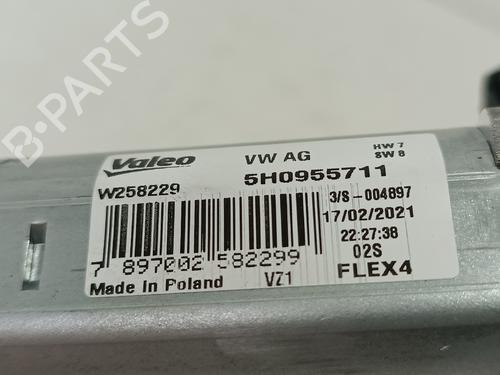 B-PARTS
Valeo VW AG HW 7
SW 8
W258229 5H0955711
3/S -004897
17/02/2021
22:27:38
02S
7 897002 582299 VZ1 FLEX4
Made in Poland